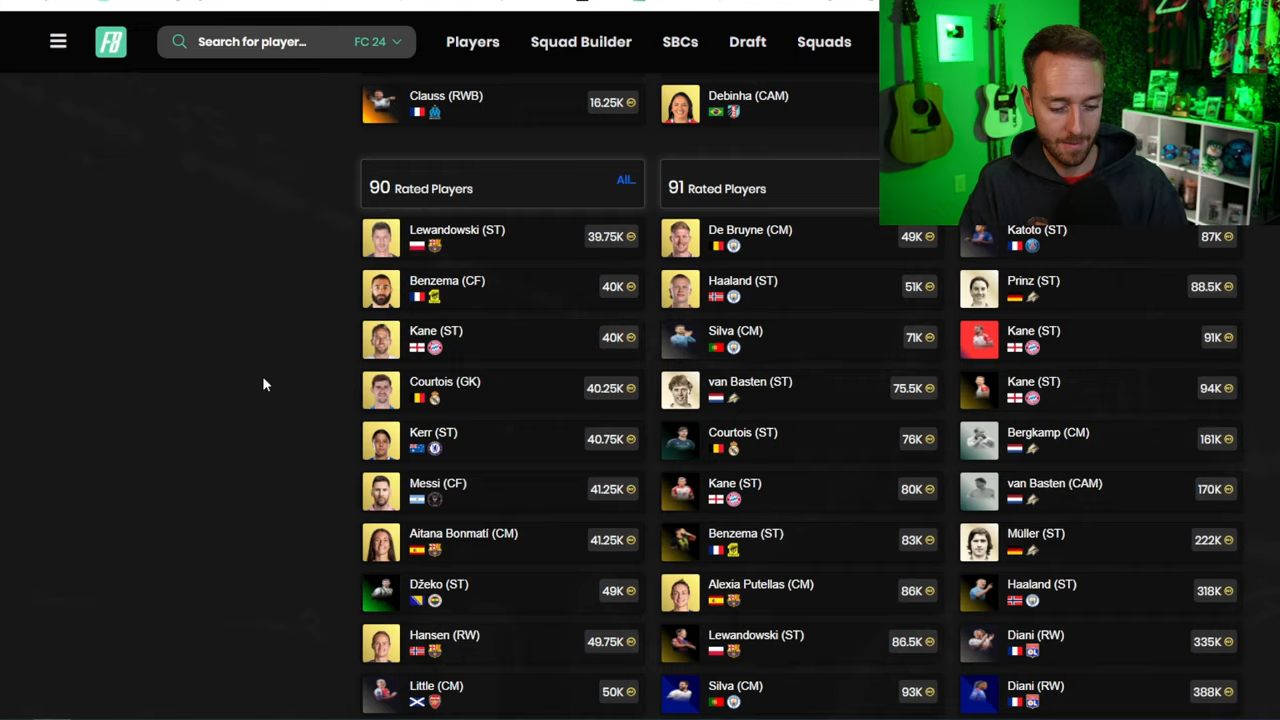 FB Search for player... FC 24 Players Squad Builder SBCs Draft Squads
Clauss (RWB) 16.25K Debinha (CAM)
90 Rated Players All... 91 Rated Players
Lewandowski (ST) 39.75K De Bruyne (CM) 49K Katoto (ST) 87K
Benzema (CF) 40K Haaland (ST) 51K Prinz (ST) 88.5K
Kane (ST) 40K Silva (CM) 71K Kane (ST) 91K
Courtois (GK) 40.25K van Basten (ST) 75.5K Kane (ST) 94K
Kerr (ST) 40.75K Courtois (ST) 76K Bergkamp (CM) 161K
Messi (CF) 41.25K Kane (ST) 80K van Basten (CAM) 170K
Aitana Bonmatí (CM) 41.25K Benzema (ST) 83K Müller (ST) 222K
Džeko (ST) 49K Alexia Putellas (CM) 86K Haaland (ST) 318K
Hansen (RW) 49.75K Lewandowski (ST) 86.5K Diani (RW) 335K
Little (CM) 50K Silva (CM) 93K Diani (RW) 388K